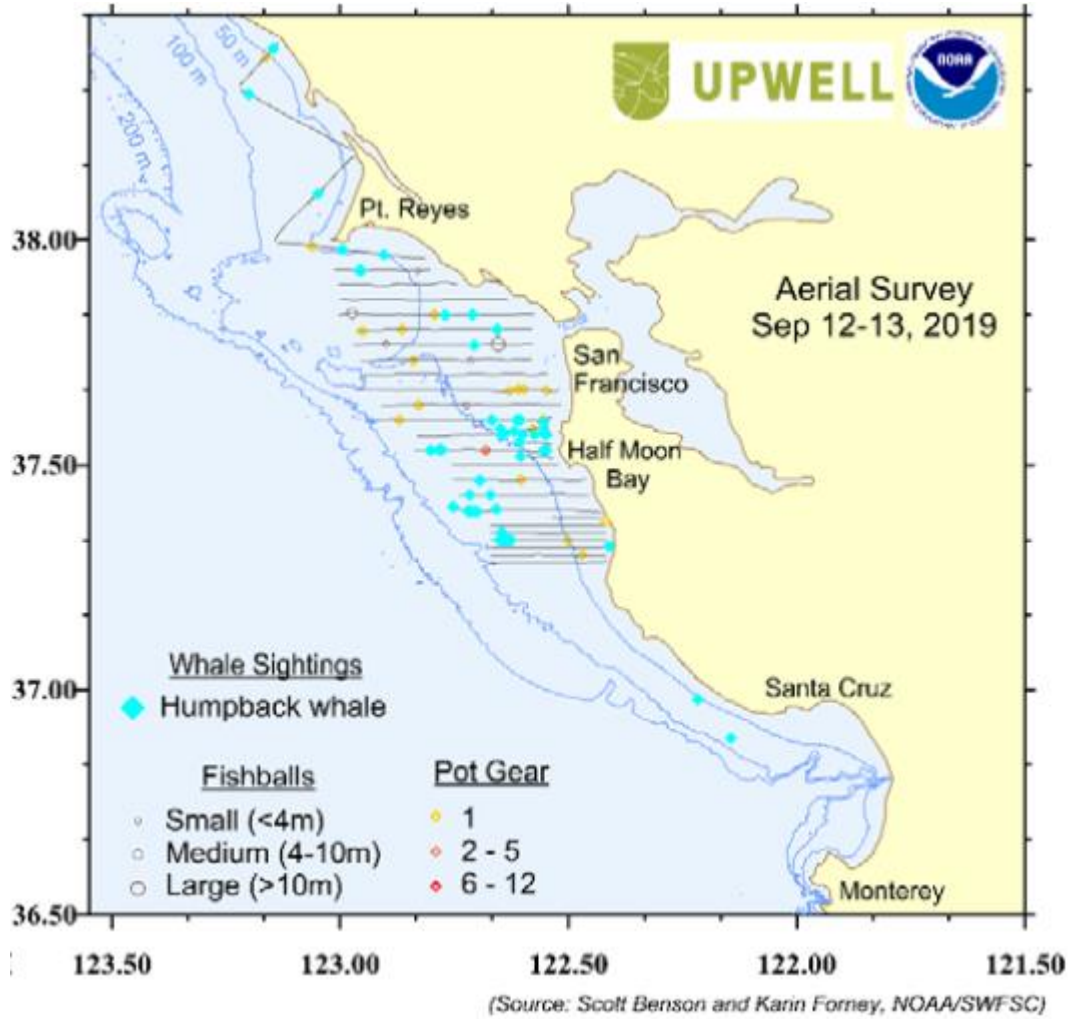 50 m
100 m
200 m
UPWELL
NOAA
Pt. Reyes
Aerial Survey
Sep 12-13, 2019
San
Francisco
Half Moon
Bay
Santa Cruz
Monterey
38.00
37.50
37.00
36.50
Whale Sightings
Humpback whale
Fishballs
Small (<4m)
Medium (4-10m)
Large (>10m)
Pot Gear
1
2 - 5
6 - 12
123.50
123.00
122.50
122.00
121.50
(Source: Scott Benson and Karin Forney, NOAA/SWFSC)